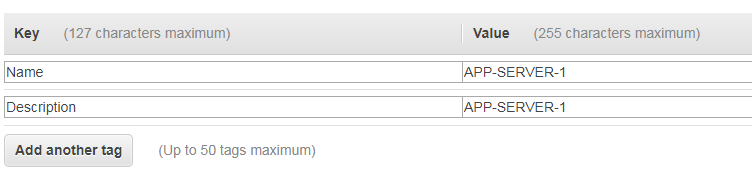 Key (127 characters maximum) Value (255 characters maximum)
Name APP-SERVER-1
Description APP-SERVER-1
Add another tag (Up to 50 tags maximum)